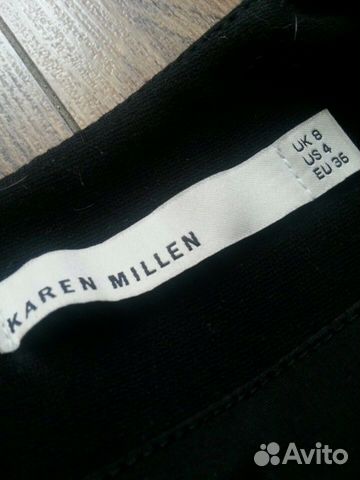 KAREN MILLEN
UK 8
US 4
EU 36
Avito